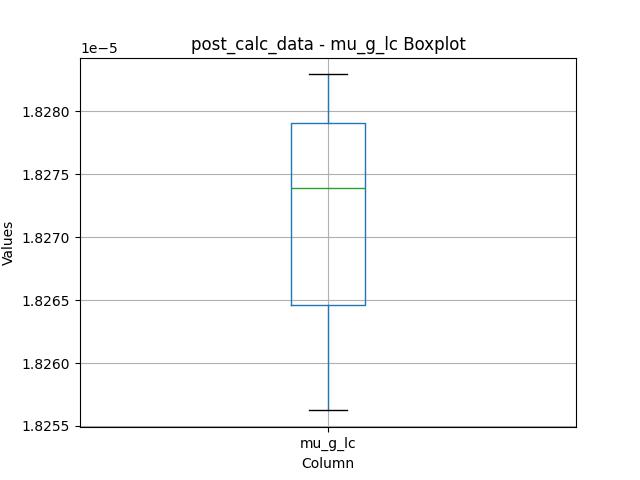 post_calc_data - mu_g_lc Boxplot
1e−5
1.8280
1.8275
1.8270
1.8265
1.8260
1.8255
Values
mu_g_lc
Column